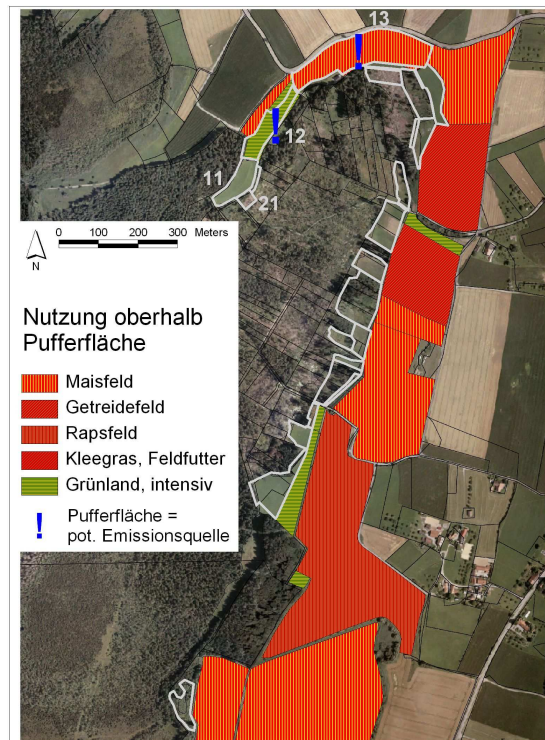 13
12
11
21
0 100 200 300 Meters
N
Nutzung oberhalb
Pufferfläche
Maisfeld
Getreidefeld
Rapsfeld
Kleegras, Feldfutter
Grünland, intensiv
! Pufferfläche =
pot. Emissionsquelle